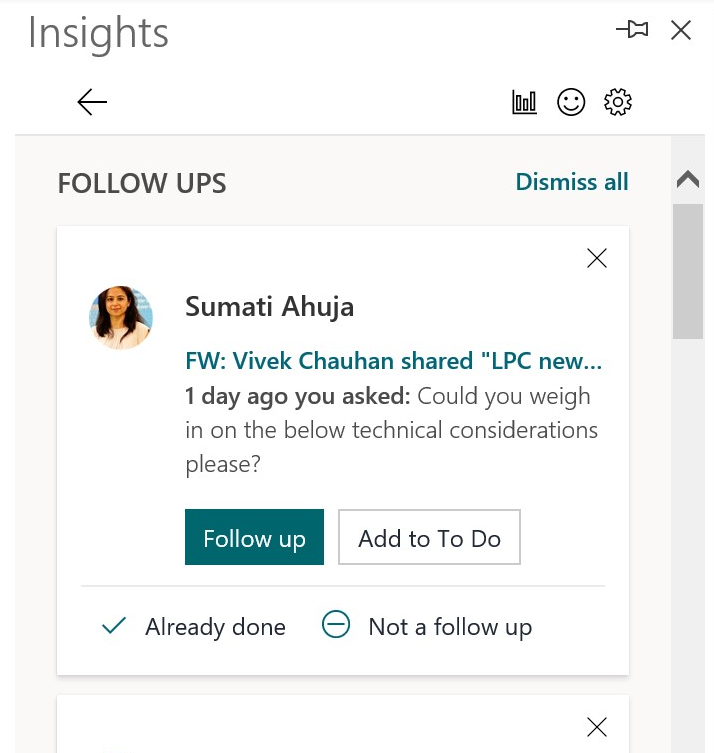 Insights
FOLLOW UPS
Dismiss all
Sumati Ahuja
FW: Vivek Chauhan shared "LPC new...
1 day ago you asked: Could you weigh
in on the below technical considerations
please?
Follow up
Add to To Do
Already done
Not a follow up